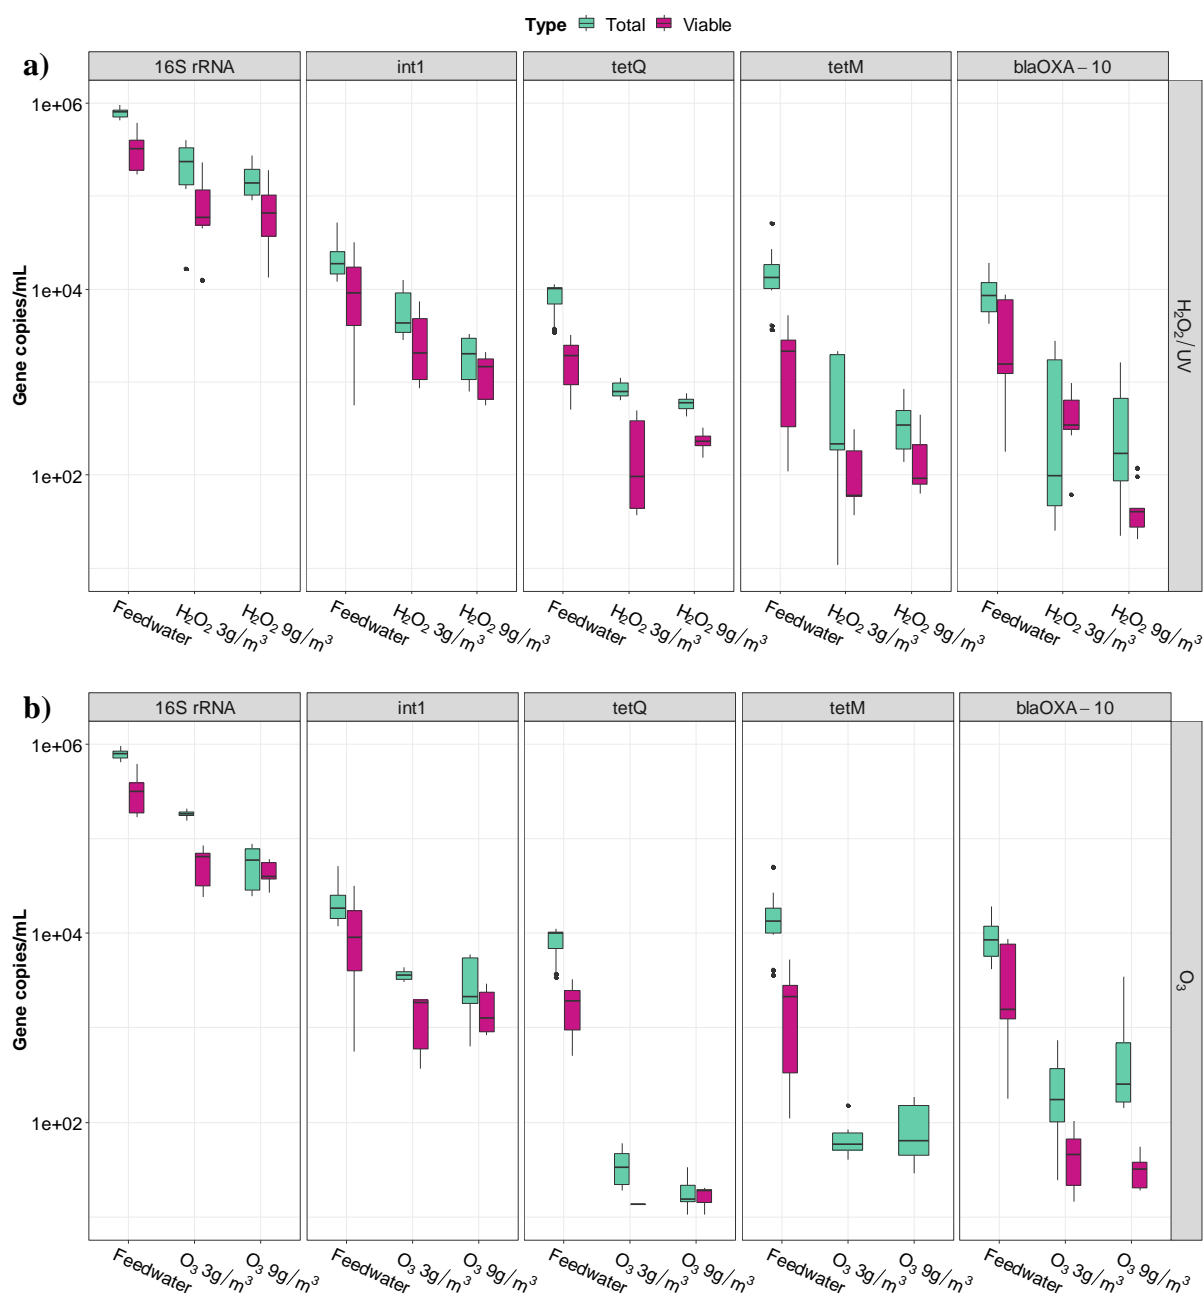 Type Total Viable
a)
16S rRNA int1 tetQ tetM blaOXA – 10
1e+06
1e+04
1e+02
Gene copies/mL
H₂O₂ / UV
Feedwater H₂O₂ 3g/m³ H₂O₂ 9g/m³ Feedwater H₂O₂ 3g/m³ H₂O₂ 9g/m³ Feedwater H₂O₂ 3g/m³ H₂O₂ 9g/m³ Feedwater H₂O₂ 3g/m³ H₂O₂ 9g/m³ Feedwater H₂O₂ 3g/m³ H₂O₂ 9g/m³
b)
16S rRNA int1 tetQ tetM blaOXA – 10
1e+06
1e+04
1e+02
Gene copies/mL
O₃
Feedwater O₃ 3g/m³ O₃ 9g/m³ Feedwater O₃ 3g/m³ O₃ 9g/m³ Feedwater O₃ 3g/m³ O₃ 9g/m³ Feedwater O₃ 3g/m³ O₃ 9g/m³ Feedwater O₃ 3g/m³ O₃ 9g/m³